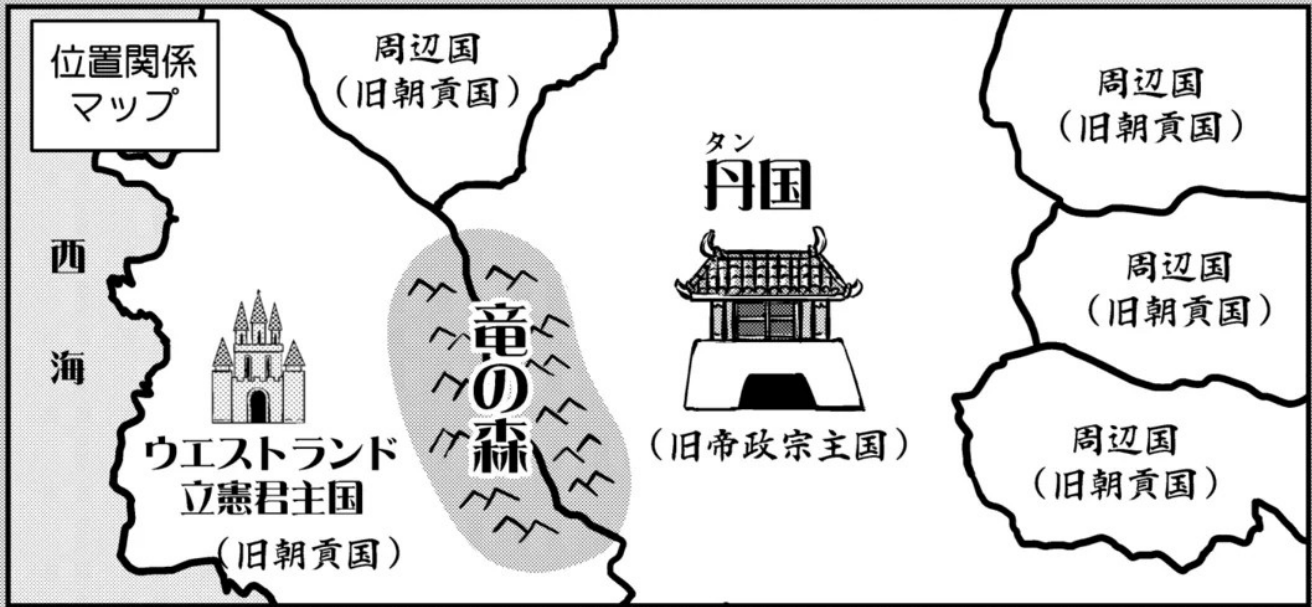 位置関係
マップ
周辺国
(旧朝貢国)
周辺国
(旧朝貢国)
タン
丹国
周辺国
(旧朝貢国)
西海
竜の森
ウエストランド
立憲君主国
(旧朝貢国)
(旧帝政宗主国)
周辺国
(旧朝貢国)